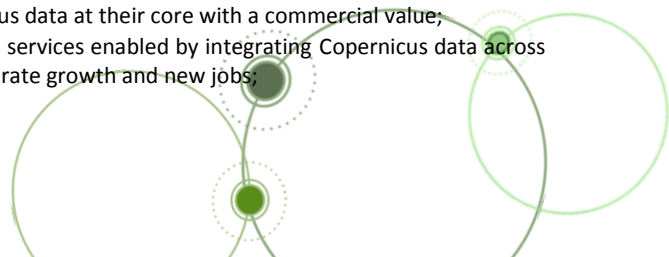 us data at their core with a commercial value;
services enabled by integrating Copernicus data across
rate growth and new jobs;